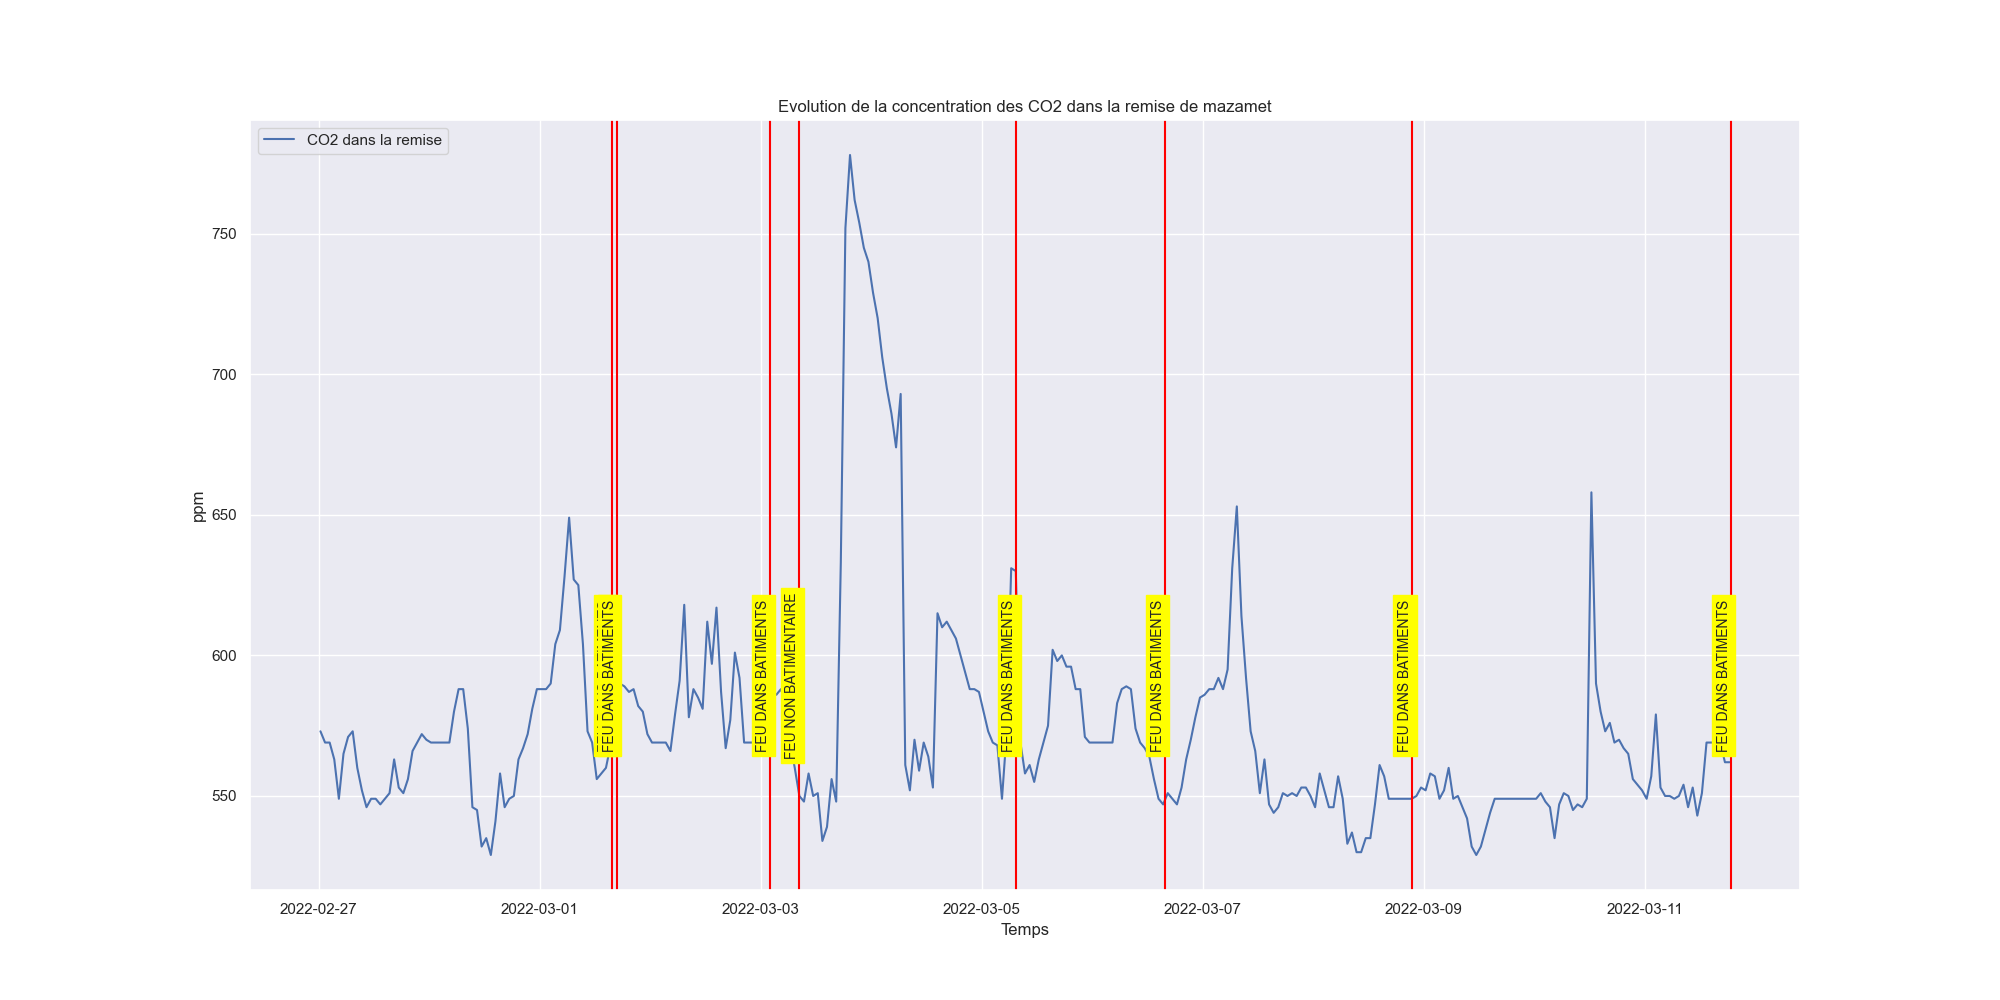 Evolution de la concentration des CO2 dans la remise de mazamet
CO2 dans la remise
ppm
750
700
650
600
550
FEU DANS BATIMENTS
FEU DANS BATIMENTS
FEU NON BATIMENTAIRE
FEU DANS BATIMENTS
FEU DANS BATIMENTS
FEU DANS BATIMENTS
FEU DANS BATIMENTS
2022-02-27
2022-03-01
2022-03-03
2022-03-05
2022-03-07
2022-03-09
2022-03-11
Temps